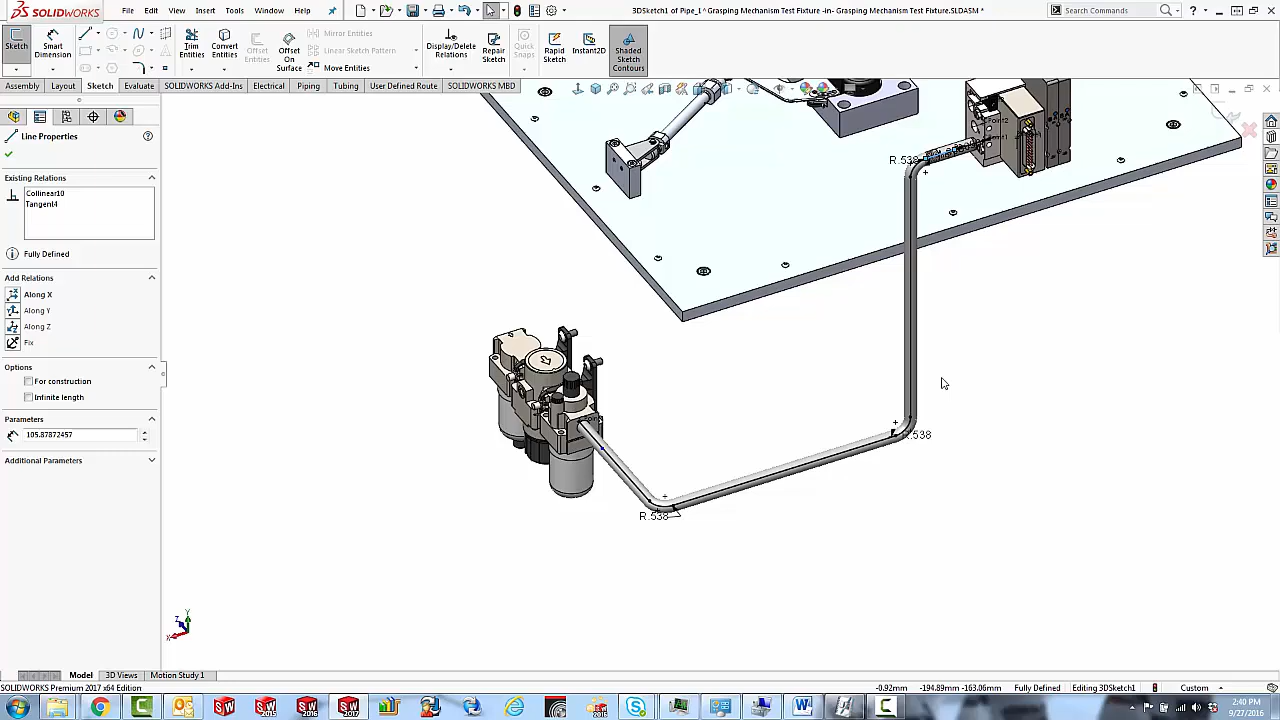 SOLIDWORKS
File Edit View Insert Tools Window Help
3DSketch1 of Pipe_1^Grasping Mechanism Test Fixture -in- Grasping Mechanism Test Fixture.SLDASM *
Search Commands
Sketch
Smart Dimension
Trim Entities
Convert Entities
Offset Entities
Offset On Surface
Mirror Entities
Linear Sketch Pattern
Move Entities
Display/Delete Relations
Repair Sketch
Quick Snaps
Rapid Sketch
Instant2D
Shaded Sketch Contours
Assembly Layout Sketch Evaluate SOLIDWORKS Add-Ins Electrical Piping Tubing User Defined Route SOLIDWORKS MBD
Line Properties
Existing Relations
Collinear10
Tangent4
Fully Defined
Add Relations
Along X
Along Y
Along Z
Fix
Options
For construction
Infinite length
Parameters
105.87872457
Additional Parameters
R.538
R.538
R.538
Y
Z
X
Model 3D Views Motion Study 1
SOLIDWORKS Premium 2017 x64 Edition
-0.92mm -194.89mm -163.06mm Fully Defined Editing 3DSketch1 Custom
2:40 PM
9/27/2016